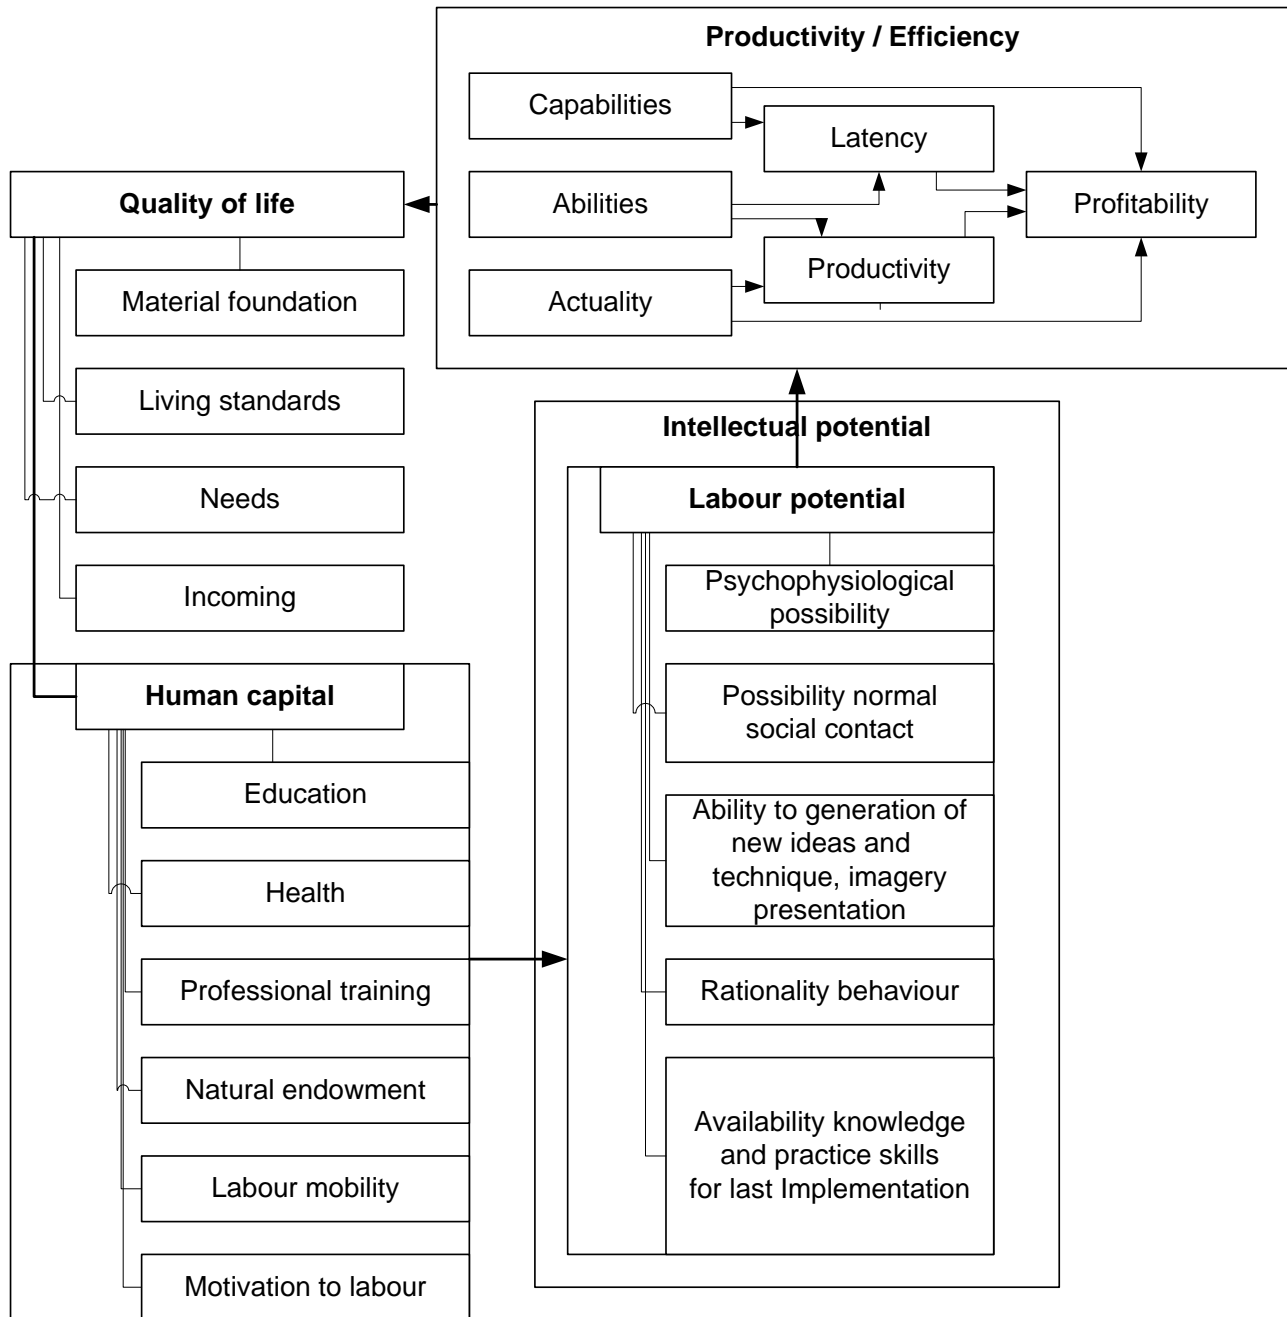 Productivity / Efficiency
Capabilities
Latency
Abilities
Profitability
Productivity
Actuality
Quality of life
Material foundation
Living standards
Needs
Incoming
Human capital
Education
Health
Professional training
Natural endowment
Labour mobility
Motivation to labour
Intellectual potential
Labour potential
Psychophysiological
possibility
Possibility normal
social contact
Ability to generation of
new ideas and
technique, imagery
presentation
Rationality behaviour
Availability knowledge
and practice skills
for last Implementation